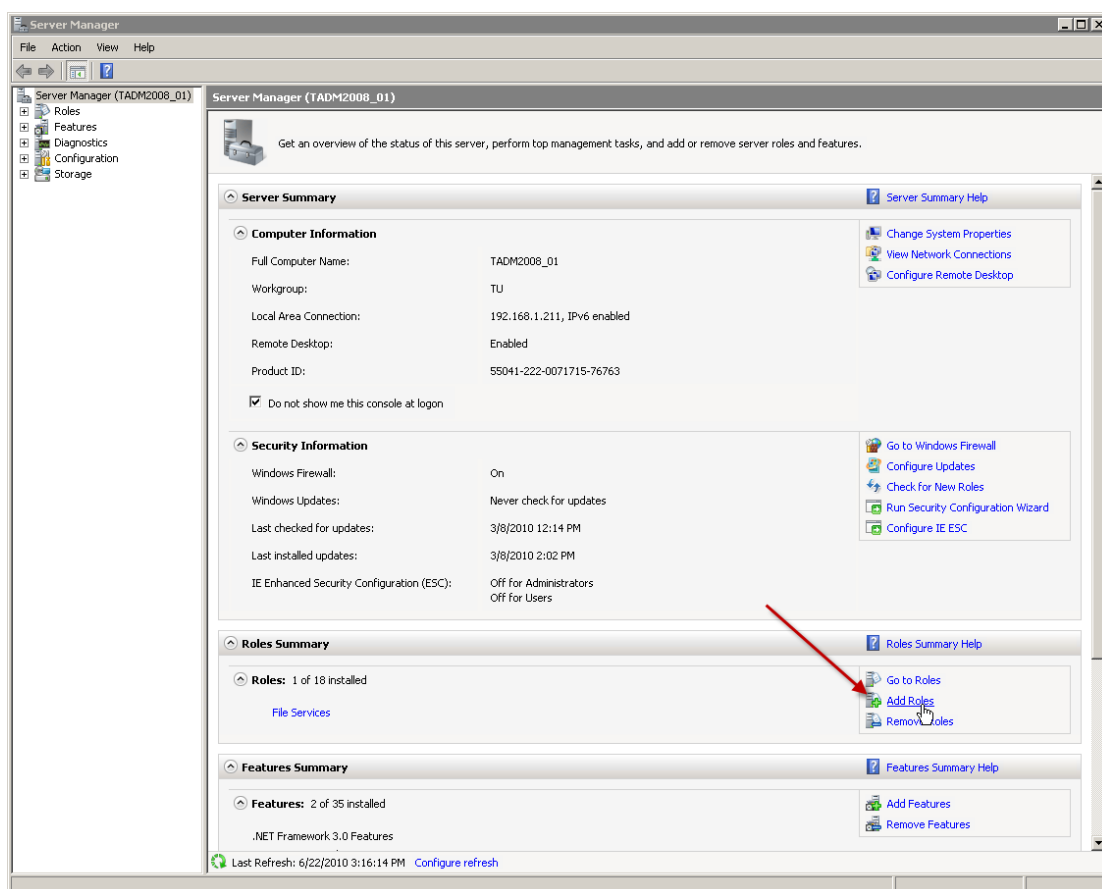 Server Manager
File Action View Help
Server Manager (TADM2008_01)
Roles
Features
Diagnostics
Configuration
Storage
Server Manager (TADM2008_01)
Get an overview of the status of this server, perform top management tasks, and add or remove server roles and features.
Server Summary
Server Summary Help
Computer Information
Full Computer Name: TADM2008_01
Workgroup: TU
Local Area Connection: 192.168.1.211, IPv6 enabled
Remote Desktop: Enabled
Product ID: 55041-222-0071715-76763
Do not show me this console at logon
Change System Properties
View Network Connections
Configure Remote Desktop
Security Information
Windows Firewall: On
Windows Updates: Never check for updates
Last checked for updates: 3/8/2010 12:14 PM
Last installed updates: 3/8/2010 2:02 PM
IE Enhanced Security Configuration (ESC): Off for Administrators
Off for Users
Go to Windows Firewall
Configure Updates
Check for New Roles
Run Security Configuration Wizard
Configure IE ESC
Roles Summary
Roles Summary Help
Roles: 1 of 18 installed
File Services
Go to Roles
Add Roles
Remove Roles
Features Summary
Features Summary Help
Features: 2 of 35 installed
.NET Framework 3.0 Features
Add Features
Remove Features
Last Refresh: 6/22/2010 3:16:14 PM Configure refresh